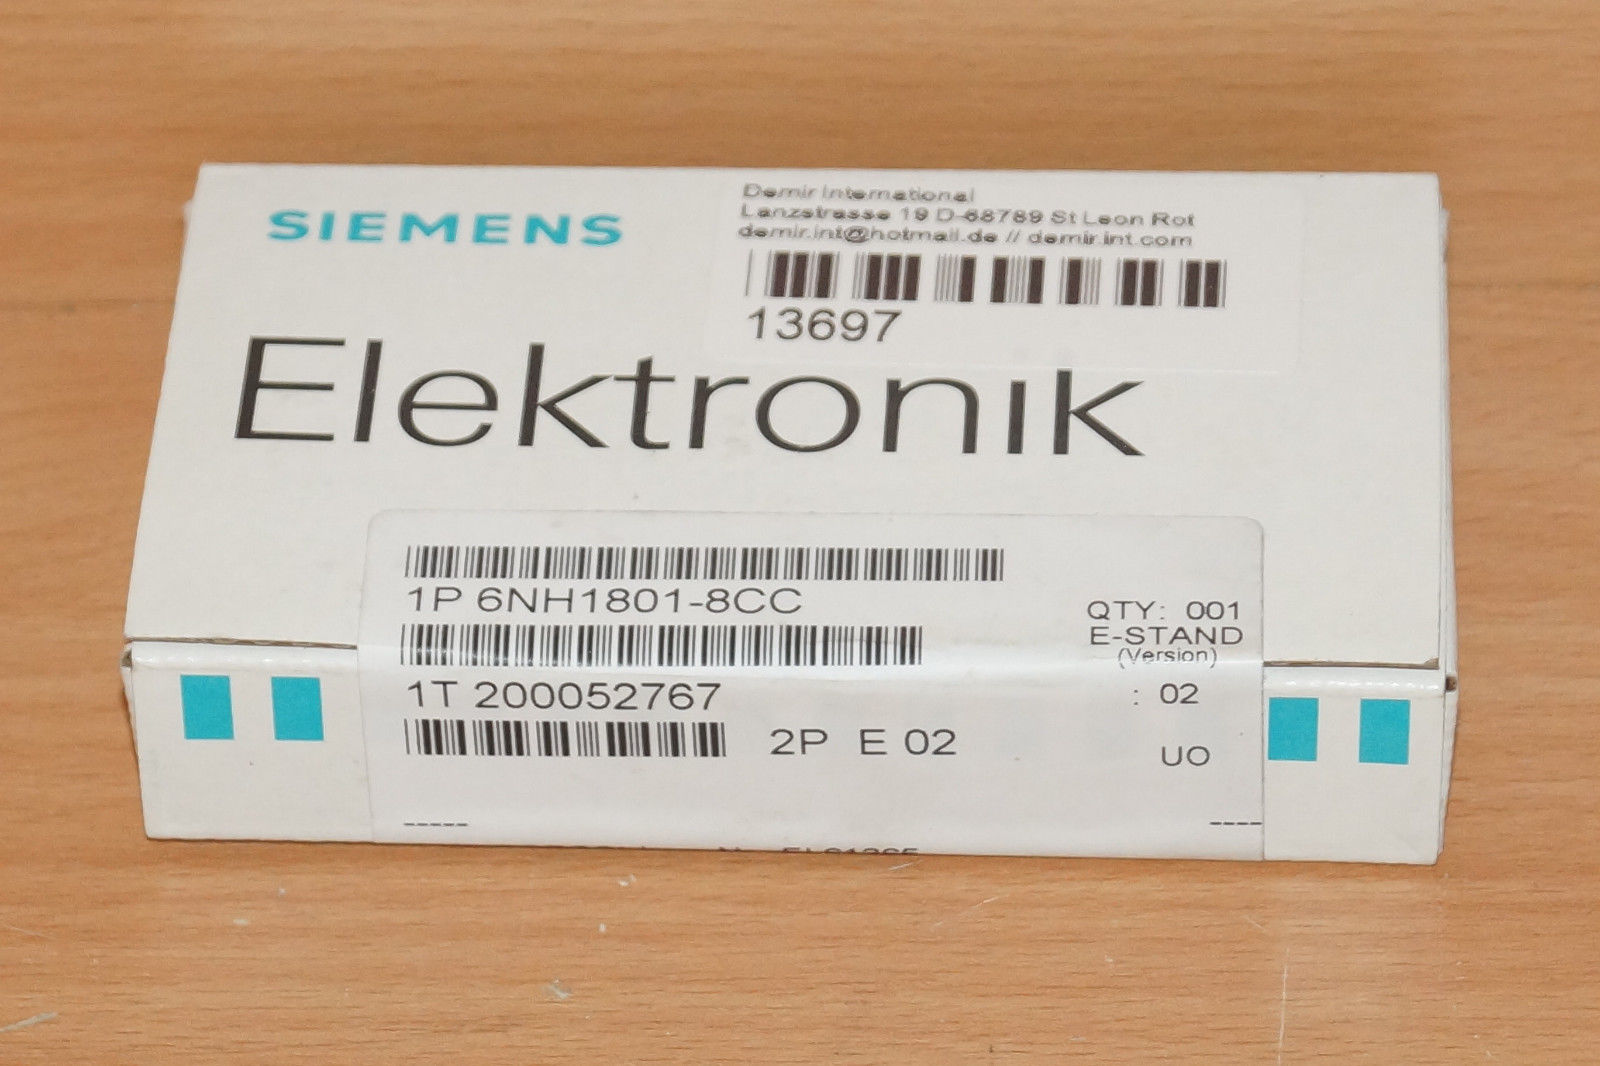 SIEMENS
Demir International
Lanzstrasse 19 D-68789 St Leon Rot
demir.int@hotmail.de // demir.int.com
13697
Elektronik
1P 6NH1801-8CC
QTY: 001
E-STAND
(Version)
1T 200052767
: 02
2P E 02
UO